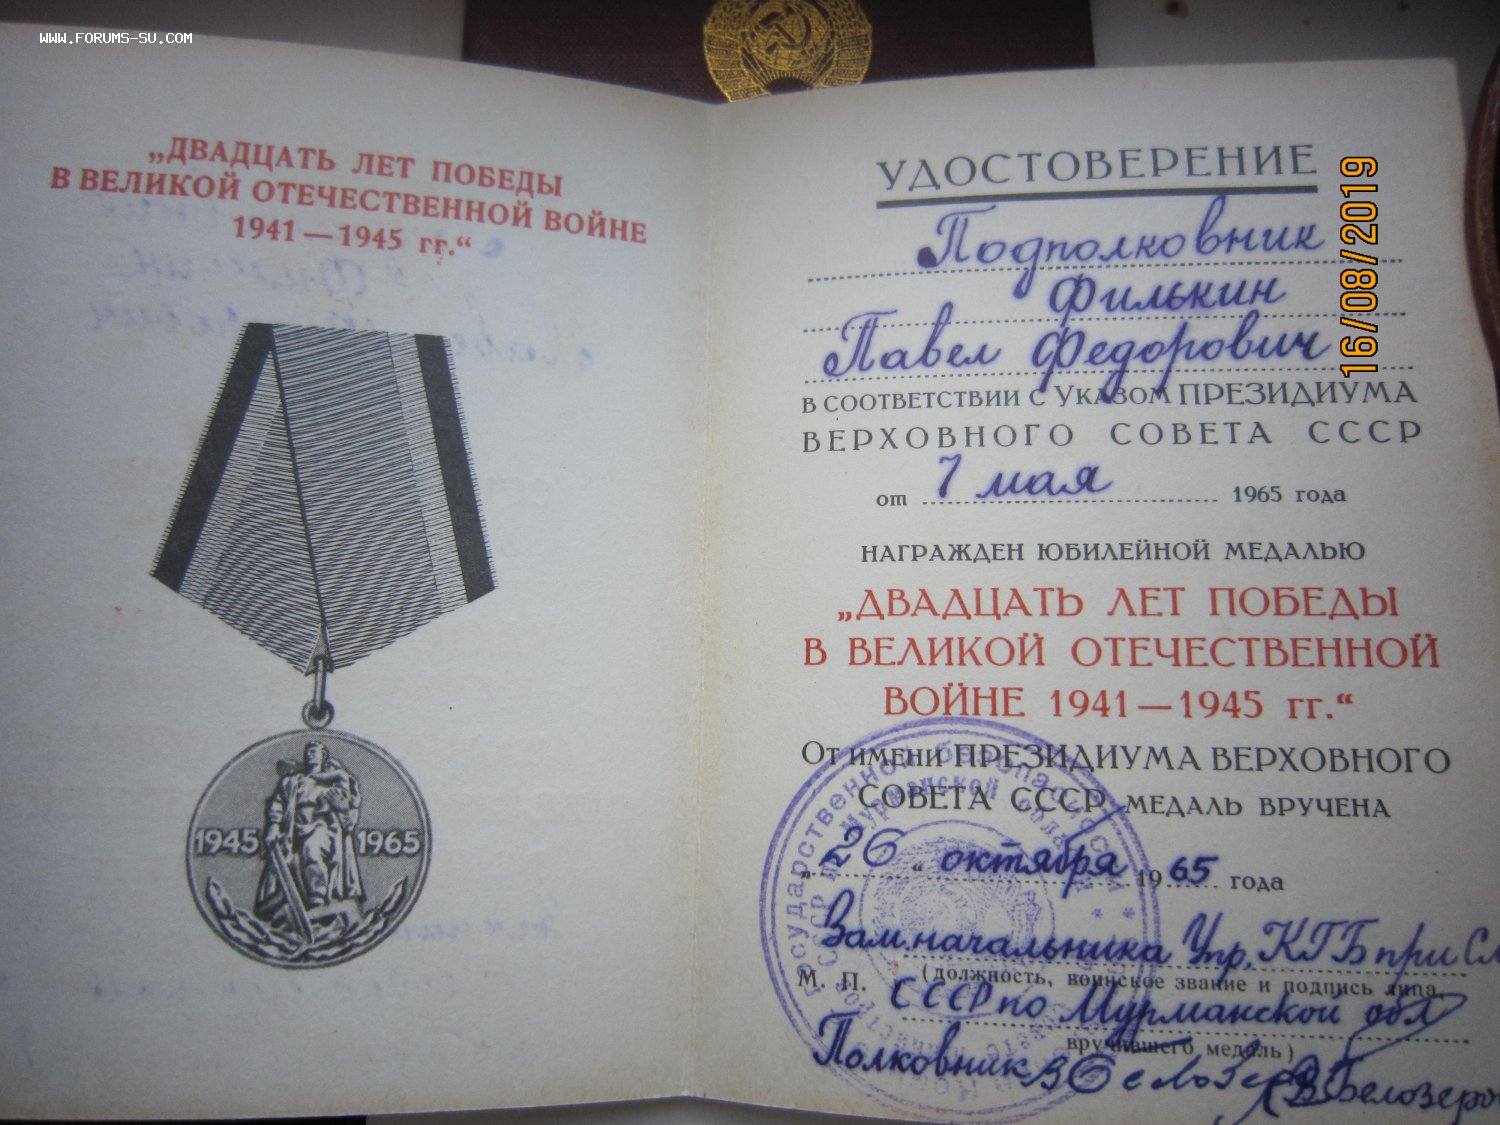 WWW.FORUMS-SU.COM
„ДВАДЦАТЬ ЛЕТ ПОБЕДЫ
В ВЕЛИКОЙ ОТЕЧЕСТВЕННОЙ ВОЙНЕ
1941—1945 гг.“
1945 1965
УДОСТОВЕРЕНИЕ
Подполковник
Филькин
Павел Федорович
В СООТВЕТСТВИИ С УКАЗОМ ПРЕЗИДИУМА
ВЕРХОВНОГО СОВЕТА СССР
от 7 мая 1965 года
НАГРАЖДЕН ЮБИЛЕЙНОЙ МЕДАЛЬЮ
„ДВАДЦАТЬ ЛЕТ ПОБЕДЫ
В ВЕЛИКОЙ ОТЕЧЕСТВЕННОЙ
ВОЙНЕ 1941—1945 гг.“
От имени ПРЕЗИДИУМА ВЕРХОВНОГО
СОВЕТА СССР МЕДАЛЬ ВРУЧЕНА
„26“ октября 1965 года
Зам. начальника Упр. КГБ при СМ
М. П. (должность, воинское звание и подпись лица,
СССР по Мурманской обл
вручившего медаль)
Полковник В Белозеро
16/08/2019